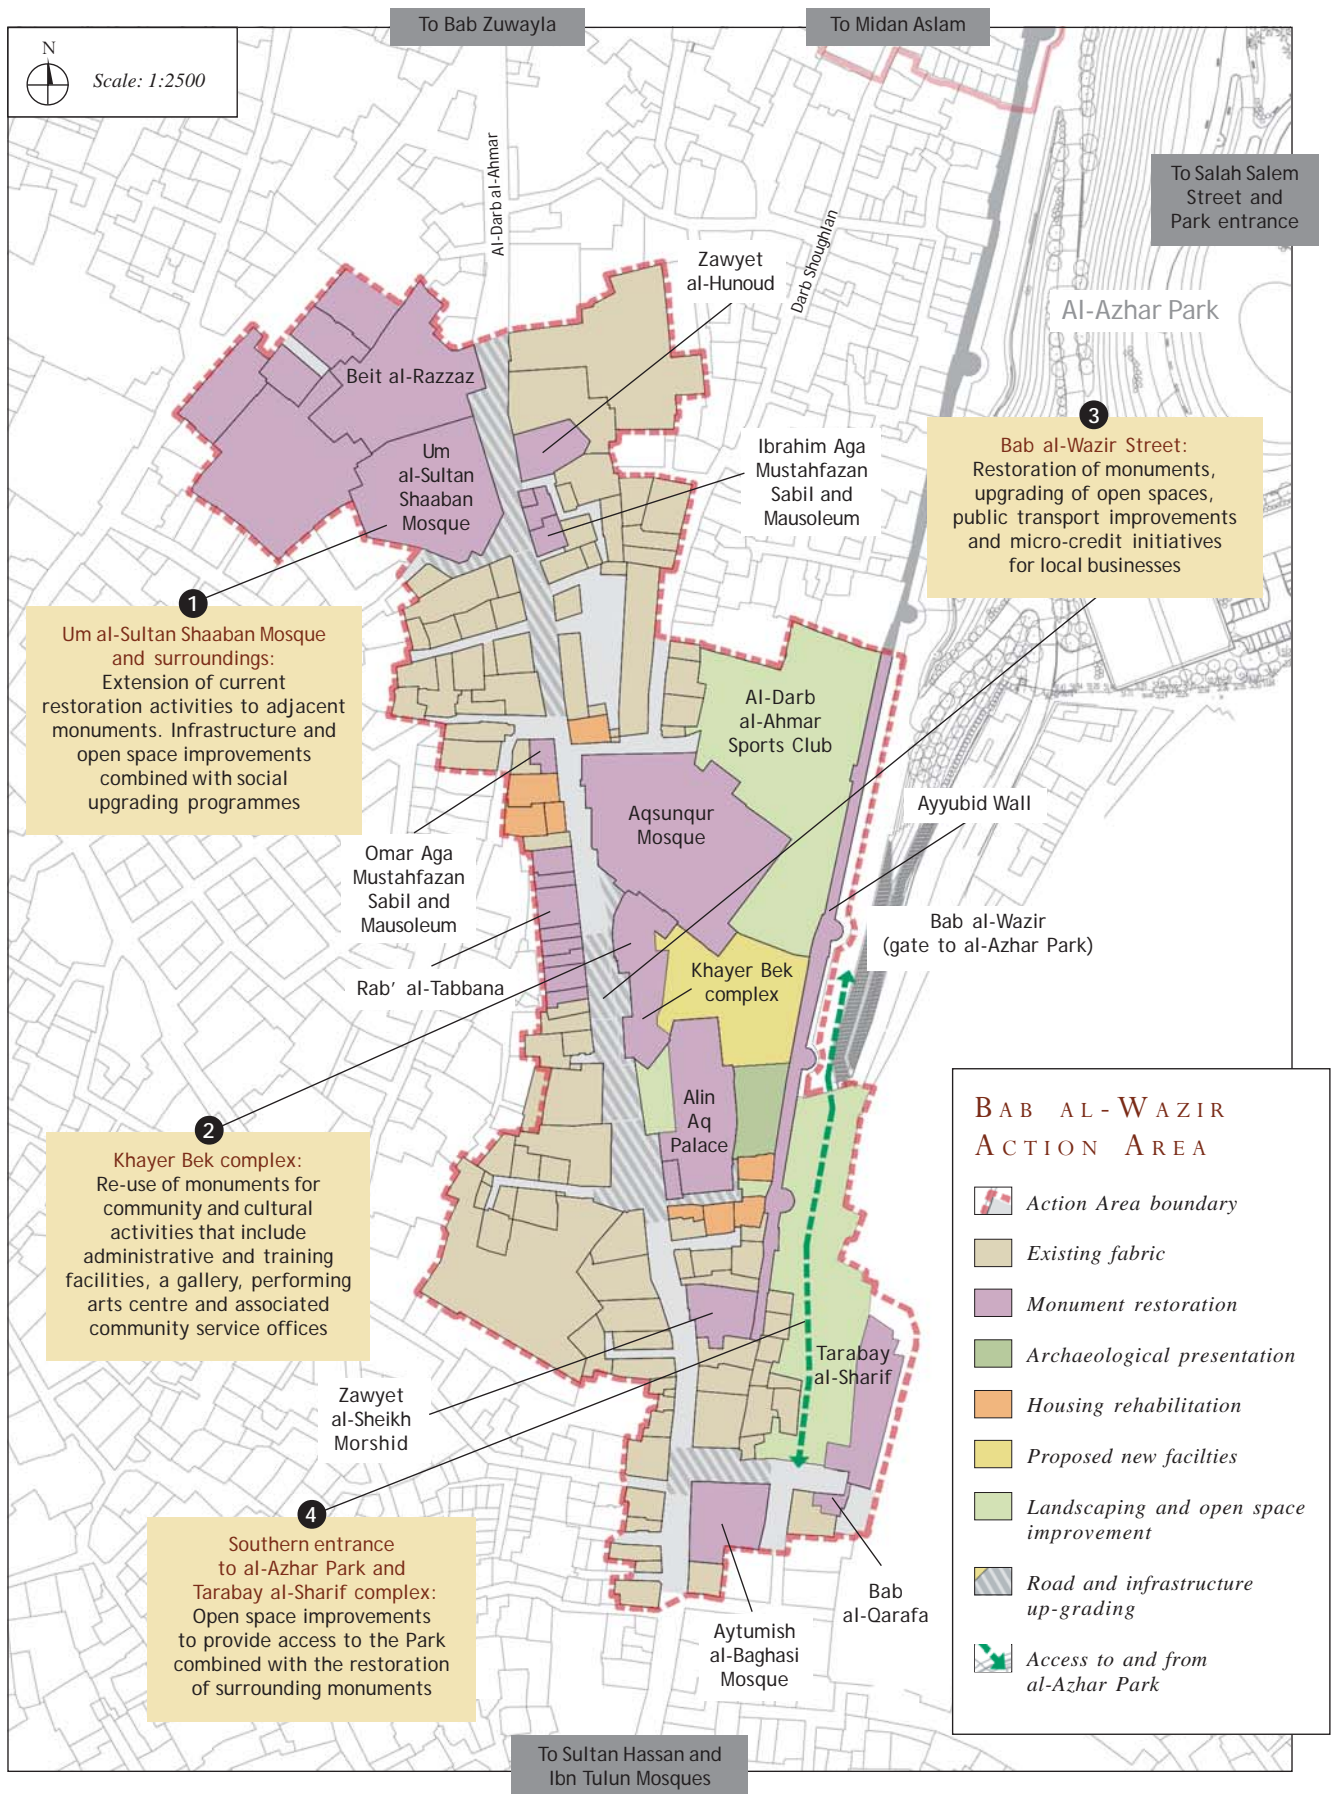 To Bab Zuwayla
To Midan Aslam
N
Scale: 1:2500
To Salah Salem
Street and
Park entrance
Al-Darb al-Ahmar
Darb Shoughlan
Zawyet
al-Hunoud
Al-Azhar Park
Beit al-Razzaz
Um
al-Sultan
Shaaban
Mosque
Ibrahim Aga
Mustahfazan
Sabil and
Mausoleum
3
Bab al-Wazir Street:
Restoration of monuments,
upgrading of open spaces,
public transport improvements
and micro-credit initiatives
for local businesses
1
Um al-Sultan Shaaban Mosque
and surroundings:
Extension of current
restoration activities to adjacent
monuments. Infrastructure and
open space improvements
combined with social
upgrading programmes
Al-Darb
al-Ahmar
Sports Club
Aqsunqur
Mosque
Ayyubid Wall
Omar Aga
Mustahfazan
Sabil and
Mausoleum
Bab al-Wazir
(gate to al-Azhar Park)
Rab' al-Tabbana
Khayer Bek
complex
Alin
Aq
Palace
2
Khayer Bek complex:
Re-use of monuments for
community and cultural
activities that include
administrative and training
facilities, a gallery, performing
arts centre and associated
community service offices
Tarabay
al-Sharif
Zawyet
al-Sheikh
Morshid
4
Southern entrance
to al-Azhar Park and
Tarabay al-Sharif complex:
Open space improvements
to provide access to the Park
combined with the restoration
of surrounding monuments
Bab
al-Qarafa
Aytumish
al-Baghasi
Mosque
To Sultan Hassan and
Ibn Tulun Mosques
BAB AL-WAZIR
ACTION AREA
Action Area boundary
Existing fabric
Monument restoration
Archaeological presentation
Housing rehabilitation
Proposed new facilties
Landscaping and open space
improvement
Road and infrastructure
up-grading
Access to and from
al-Azhar Park